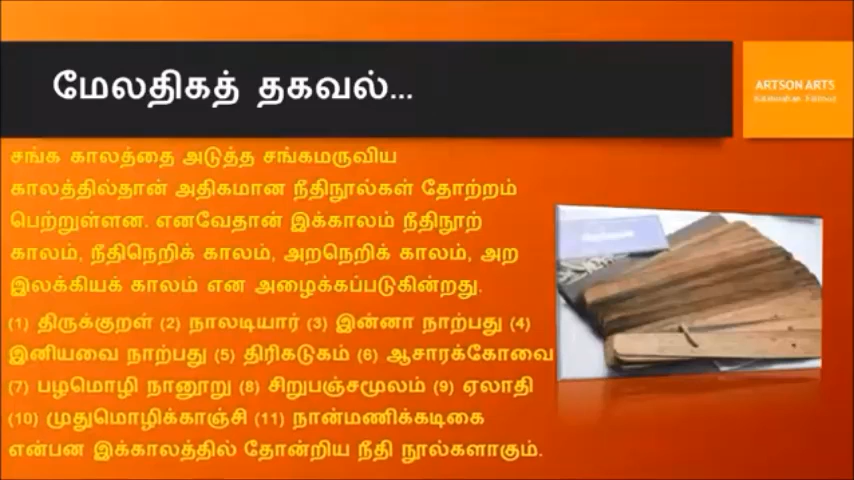 மேலதிகத் தகவல்...
ARTSON ARTS
சங்க காலத்தை அடுத்த சங்கமருவிய
காலத்தில்தான் அதிகமான நீதிநூல்கள் தோற்றம்
பெற்றுள்ளன. எனவேதான் இக்காலம் நீதிநூற்
காலம், நீதிநெறிக் காலம், அறநெறிக் காலம், அற
இலக்கியக் காலம் என அழைக்கப்படுகின்றது.
(1) திருக்குறள் (2) நாலடியார் (3) இன்னா நாற்பது (4)
இனியவை நாற்பது (5) திரிகடுகம் (6) ஆசாரக்கோவை
(7) பழமொழி நானூறு (8) சிறுபஞ்சமூலம் (9) ஏலாதி
(10) முதுமொழிக்காஞ்சி (11) நான்மணிக்கடிகை
என்பன இக்காலத்தில் தோன்றிய நீதி நூல்களாகும்.